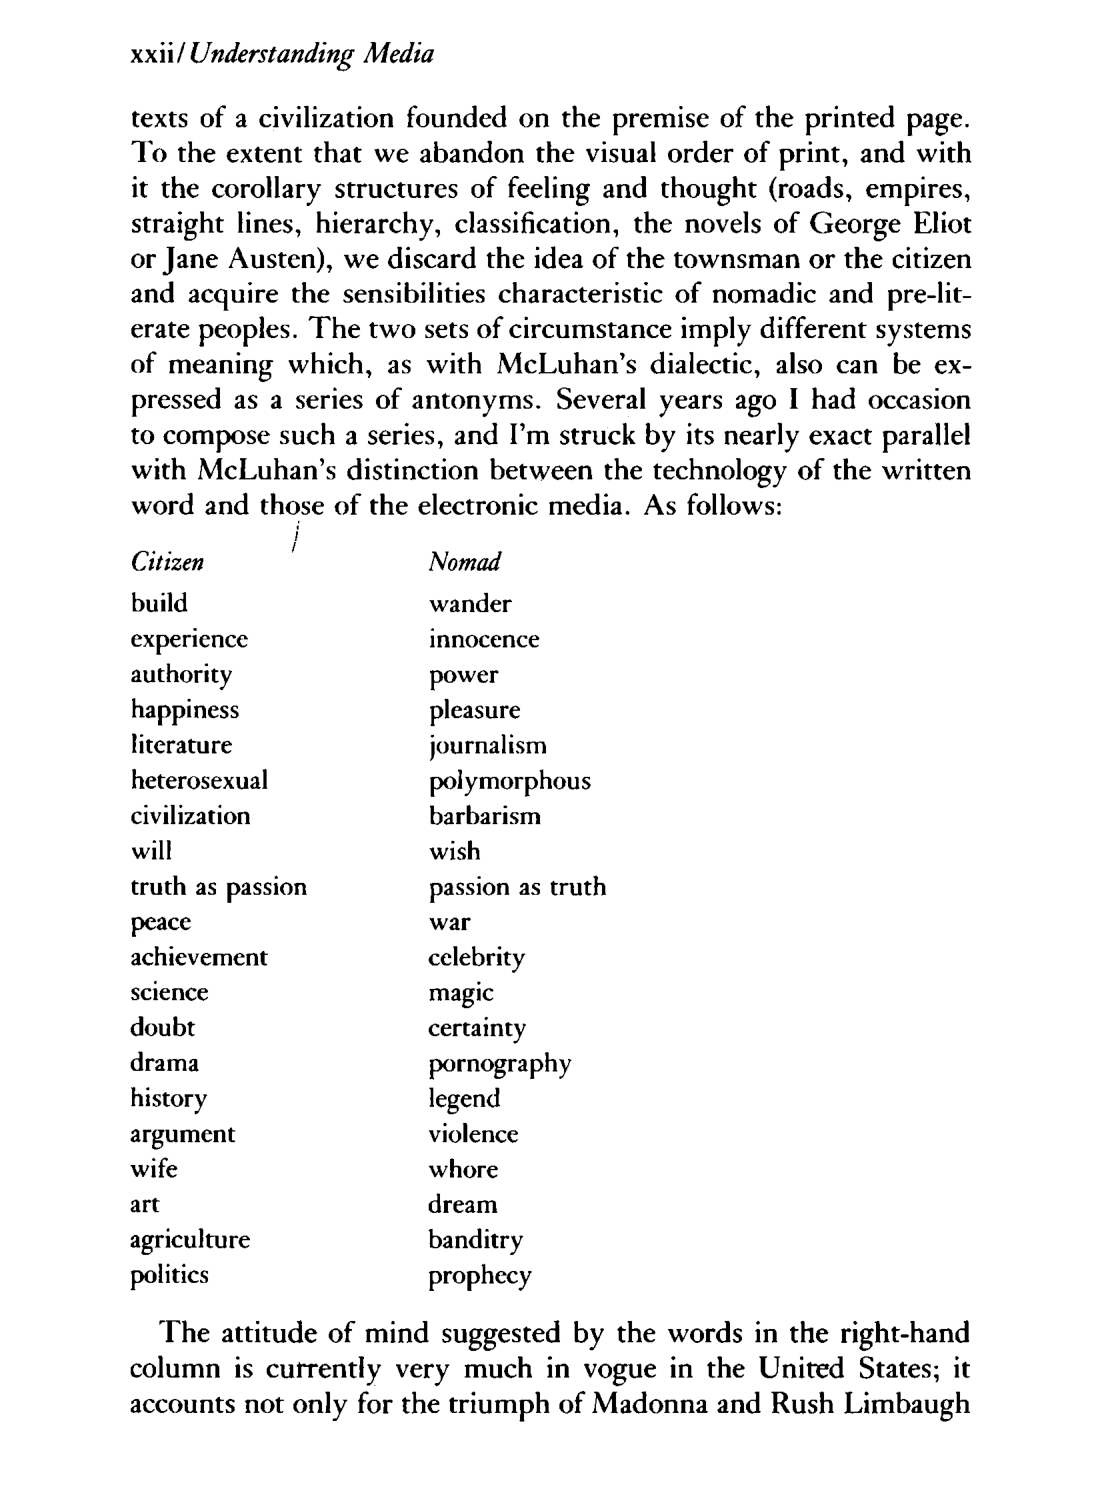 xxii/Understanding Media
texts of a civilization founded on the premise of the printed page.
To the extent that we abandon the visual order of print, and with
it the corollary structures of feeling and thought (roads, empires,
straight lines, hierarchy, classification, the novels of George Eliot
or Jane Austen), we discard the idea of the townsman or the citizen
and acquire the sensibilities characteristic of nomadic and pre-lit-
erate peoples. The two sets of circumstance imply different systems
of meaning which, as with McLuhan's dialectic, also can be ex-
pressed as a series of antonyms. Several years ago I had occasion
to compose such a series, and I'm struck by its nearly exact parallel
with McLuhan's distinction between the technology of the written
word and those of the electronic media. As follows:
Citizen Nomad
build wander
experience innocence
authority power
happiness pleasure
literature journalism
heterosexual polymorphous
civilization barbarism
will wish
truth as passion passion as truth
peace war
achievement celebrity
science magic
doubt certainty
drama pornography
history legend
argument violence
wife whore
art dream
agriculture banditry
politics prophecy
The attitude of mind suggested by the words in the right-hand
column is currently very much in vogue in the United States; it
accounts not only for the triumph of Madonna and Rush Limbaugh